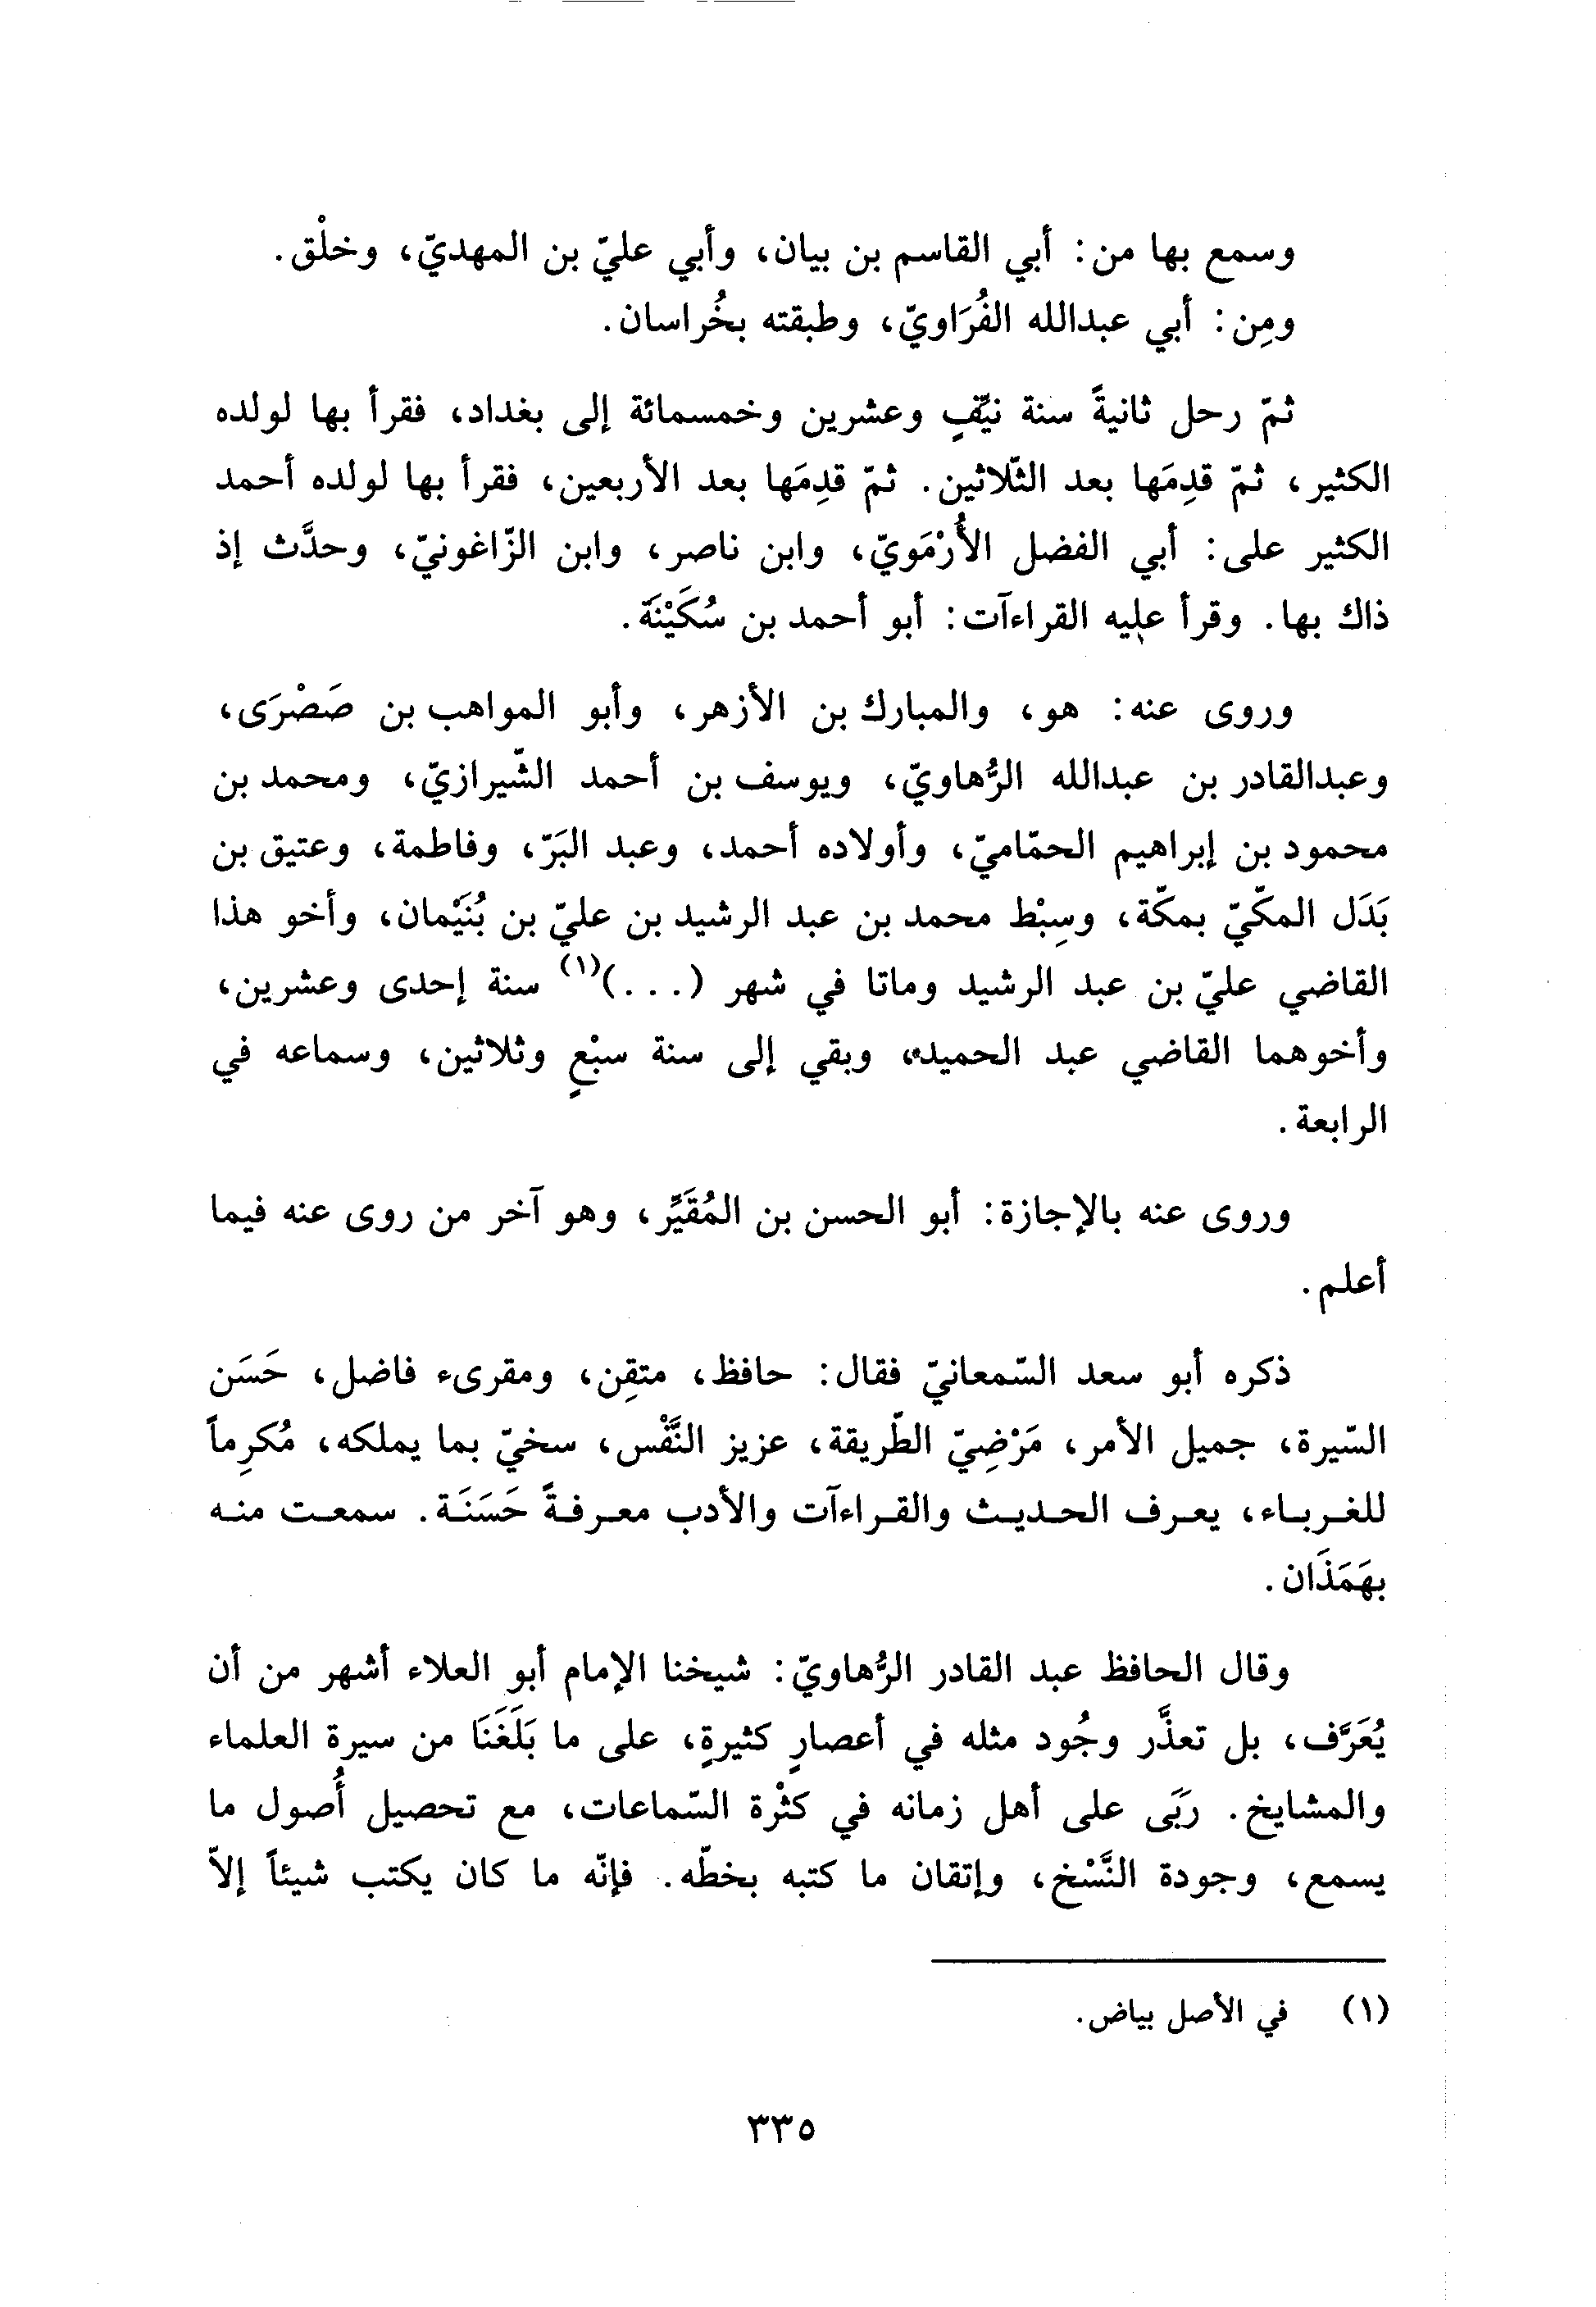 وسمع بها من: أبي القاسم بن بيان، وأبي عليّ بن المهديّ، وخلْق.
ومِن: أبي عبدالله الفُرَاويّ، وطبقته بخُراسان.
ثمّ رحل ثانيةً سنة نيّفٍ وعشرين وخمسمائة إلى بغداد، فقرأ بها لولده
الكثير، ثمّ قدِمَها بعد الثّلاثين. ثمّ قدِمَها بعد الأربعين، فقرأ بها لولده أحمد
الكثير على: أبي الفضل الأُرْمَويّ، وابن ناصر، وابن الزّاغونيّ، وحدَّث إذ
ذاك بها. وقرأ عليه القراءآت: أبو أحمد بن سُكَيْنَة.
وروى عنه: هو، والمبارك بن الأزهر، وأبو المواهب بن صَصْرَى،
وعبدالقادر بن عبدالله الرُّهاويّ، ويوسف بن أحمد الشّيرازيّ، ومحمد بن
محمود بن إبراهيم الحمّاميّ، وأولاده أحمد، وعبد البَرّ، وفاطمة، وعتيق بن
بَدَل المكّيّ بمكّة، وسِبْط محمد بن عبد الرشيد بن عليّ بن بُنَيْمان، وأخو هذا
القاضي عليّ بن عبد الرشيد وماتا في شهر (...)(١) سنة إحدى وعشرين،
وأخوهما القاضي عبد الحميد، وبقي إلى سنة سبْعٍ وثلاثين، وسماعه في
الرابعة.
وروى عنه بالإجازة: أبو الحسن بن المُقَيَّر، وهو آخر من روى عنه فيما
أعلم.
ذكره أبو سعد السّمعانيّ فقال: حافظ، متقِن، ومقرىء فاضل، حَسَن
السّيرة، جميل الأمر، مَرْضِيّ الطّريقة، عزيز النَّفْس، سخيّ بما يملكه، مُكرِماً
للغرباء، يعرف الحديث والقراءآت والأدب معرفةً حَسَنَة. سمعت منه
بهَمَذَان.
وقال الحافظ عبد القادر الرُّهاويّ: شيخنا الإمام أبو العلاء أشهر من أن
يُعَرَّف، بل تعذَّر وجُود مثله في أعصارٍ كثيرةٍ، على ما بَلَغَنَا من سيرة العلماء
والمشايخ. رَبَى على أهل زمانه في كثْرة السّماعات، مع تحصيل أُصول ما
يسمع، وجودة النَّسْخ، وإتقان ما كتبه بخطّه. فإنّه ما كان يكتب شيئاً إلاّ
(١) في الأصل بياض.
٣٣٥